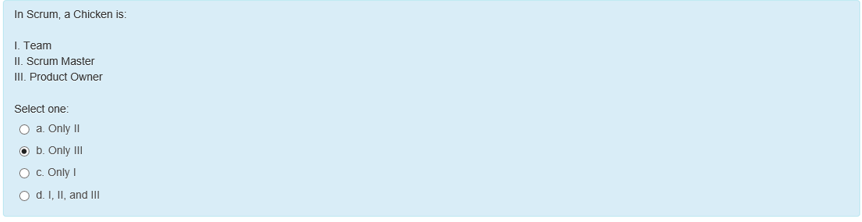 In Scrum, a Chicken is:
I. Team
II. Scrum Master
III. Product Owner
Select one:
a. Only II
b. Only III
c. Only I
d. I, II, and III